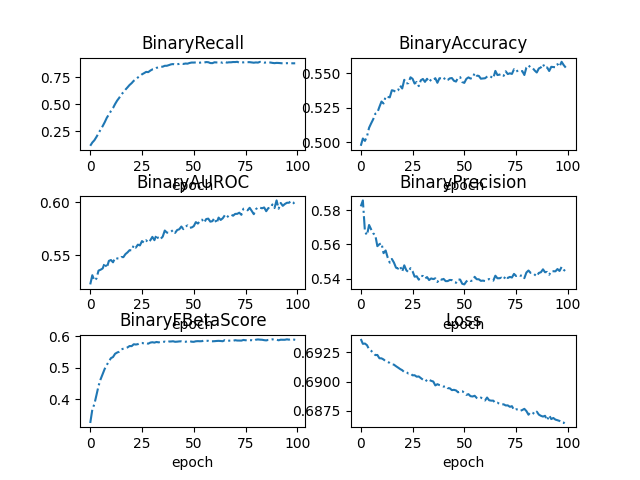 BinaryRecall
0.75
0.50
0.25
0 25 50 75 100
epoch
BinaryAccuracy
0.550
0.525
0.500
0 25 50 75 100
epoch
BinaryAUROC
0.60
0.55
0 25 50 75 100
epoch
BinaryPrecision
0.58
0.56
0.54
0 25 50 75 100
epoch
BinaryFBetaScore
0.6
0.5
0.4
0 25 50 75 100
epoch
Loss
0.6925
0.6900
0.6875
0 25 50 75 100
epoch